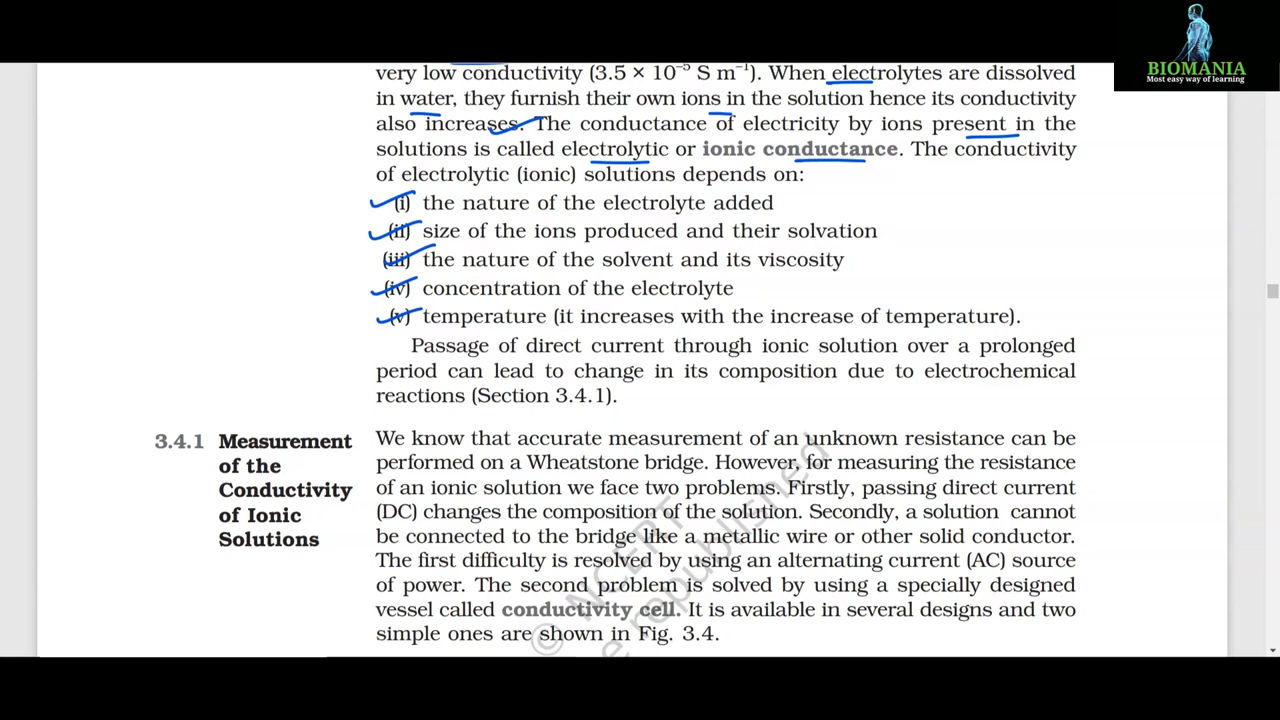 BIOMANIA
Most easy way of learning
very low conductivity (3.5 × 10⁻⁵ S m⁻¹). When electrolytes are dissolved
in water, they furnish their own ions in the solution hence its conductivity
also increases. The conductance of electricity by ions present in the
solutions is called electrolytic or ionic conductance. The conductivity
of electrolytic (ionic) solutions depends on:
(i) the nature of the electrolyte added
(ii) size of the ions produced and their solvation
(iii) the nature of the solvent and its viscosity
(iv) concentration of the electrolyte
(v) temperature (it increases with the increase of temperature).
Passage of direct current through ionic solution over a prolonged
period can lead to change in its composition due to electrochemical
reactions (Section 3.4.1).
3.4.1 Measurement
of the
Conductivity
of Ionic
Solutions
We know that accurate measurement of an unknown resistance can be
performed on a Wheatstone bridge. However, for measuring the resistance
of an ionic solution we face two problems. Firstly, passing direct current
(DC) changes the composition of the solution. Secondly, a solution cannot
be connected to the bridge like a metallic wire or other solid conductor.
The first difficulty is resolved by using an alternating current (AC) source
of power. The second problem is solved by using a specially designed
vessel called conductivity cell. It is available in several designs and two
simple ones are shown in Fig. 3.4.
© NCERT
republished